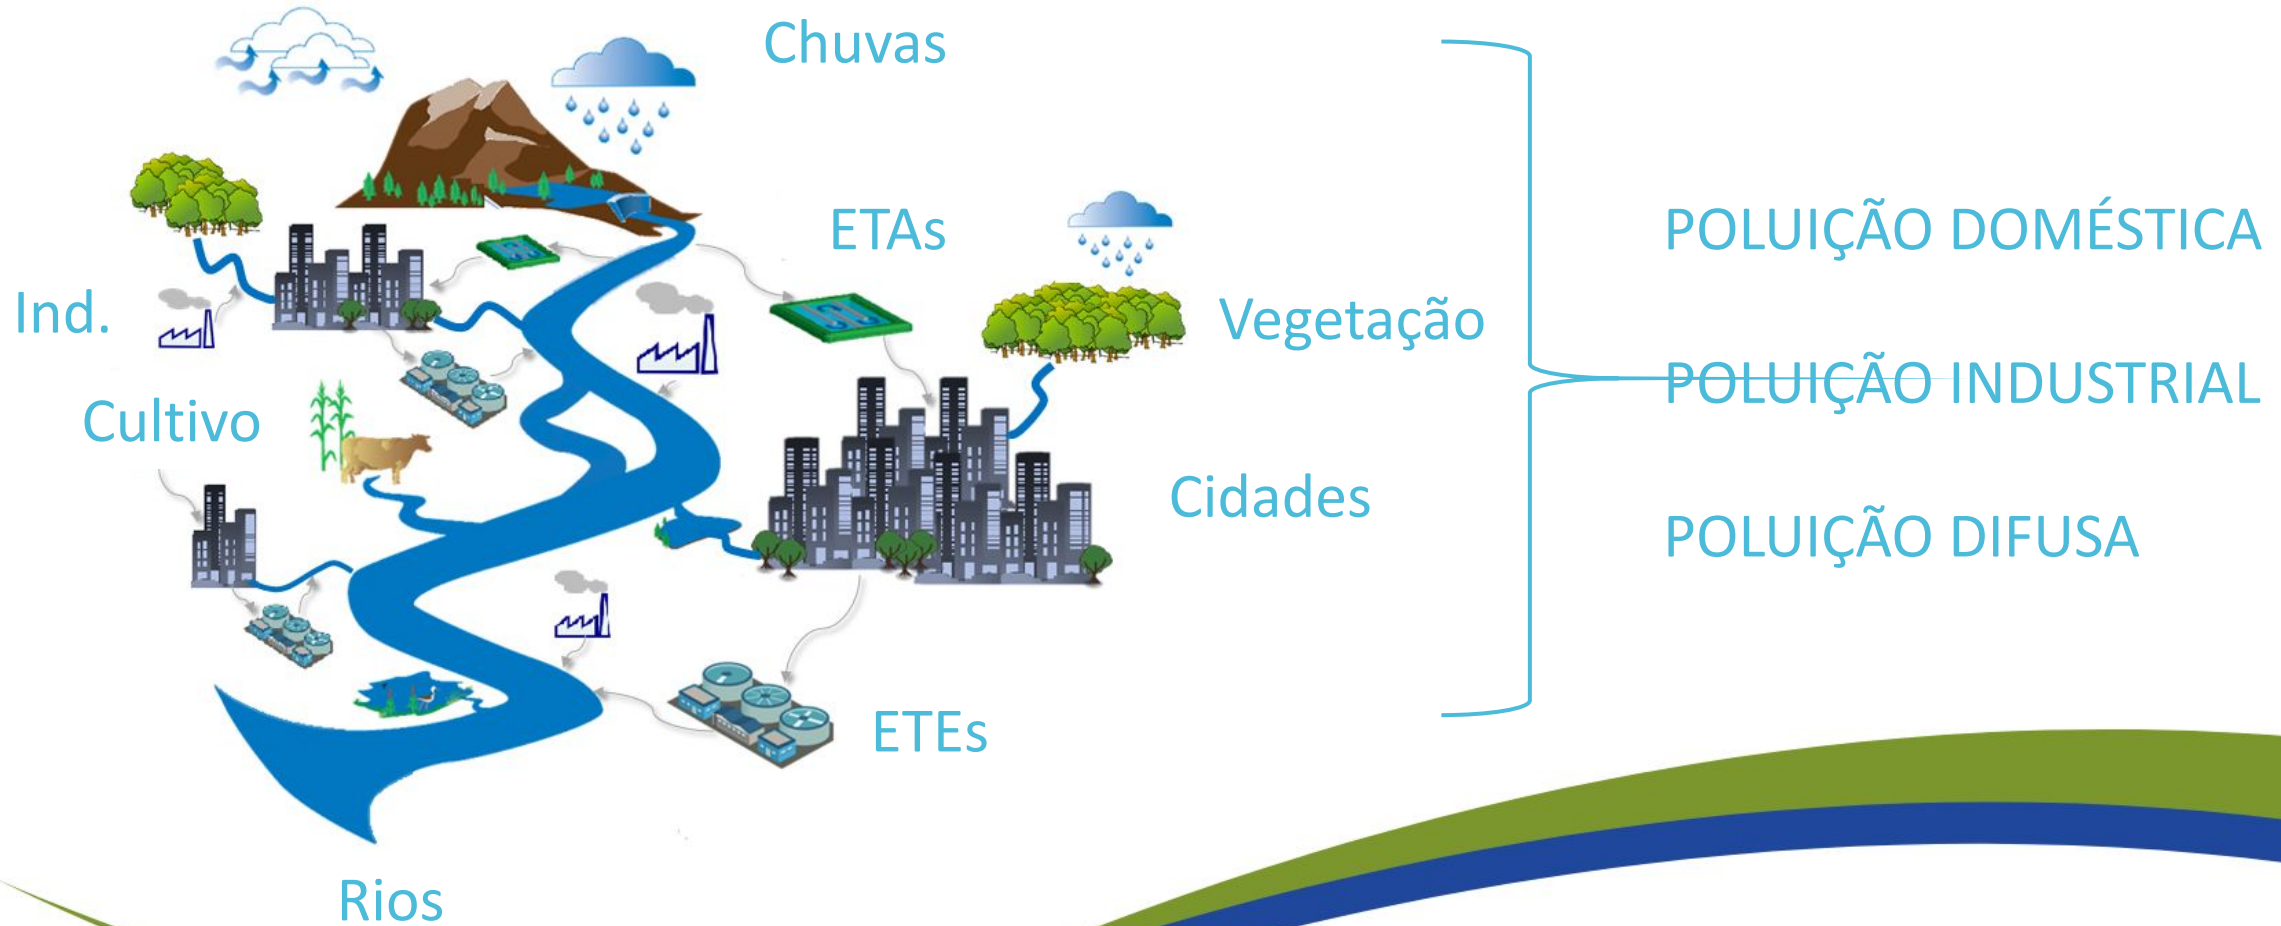 Chuvas
ETAs
POLUIÇÃO DOMÉSTICA
Ind.
Vegetação
POLUIÇÃO INDUSTRIAL
Cultivo
Cidades
POLUIÇÃO DIFUSA
ETEs
Rios